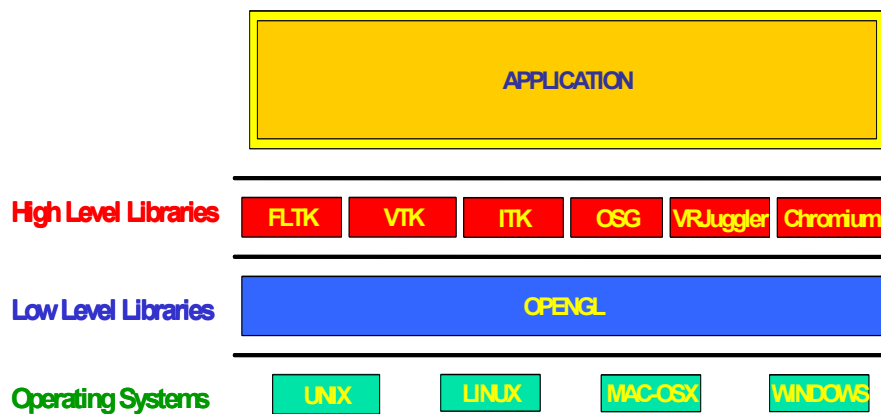 APPLICATION
High Level Libraries FLTK VTK ITK OSG VRJuggler Chromium
Low Level Libraries OPENGL
Operating Systems UNIX LINUX MAC-OSX WINDOWS